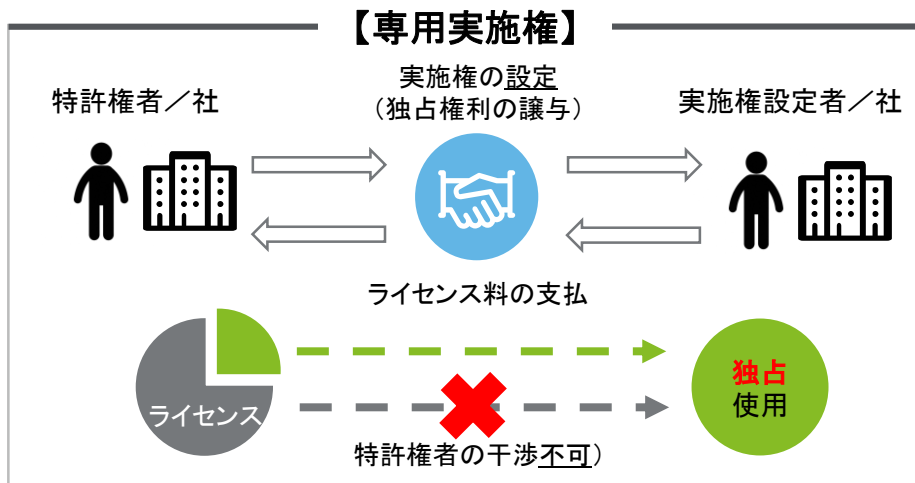 【専用実施権】
実施権の設定
(独占権利の譲与)
特許権者/社
実施権設定者/社
ライセンス料の支払
ライセンス
独占
使用
特許権者の干渉不可)